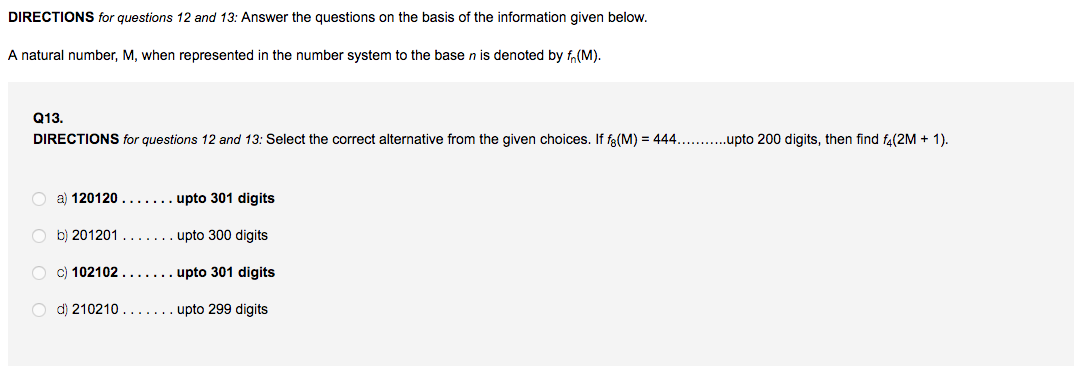 DIRECTIONS for questions 12 and 13: Answer the questions on the basis of the information given below.
A natural number, M, when represented in the number system to the base n is denoted by fn(M).
Q13.
DIRECTIONS for questions 12 and 13: Select the correct alternative from the given choices. If f8(M) = 444...........upto 200 digits, then find f4(2M + 1).
a) 120120 . . . . . . . upto 301 digits
b) 201201 . . . . . . . upto 300 digits
c) 102102 . . . . . . . upto 301 digits
d) 210210 . . . . . . . upto 299 digits